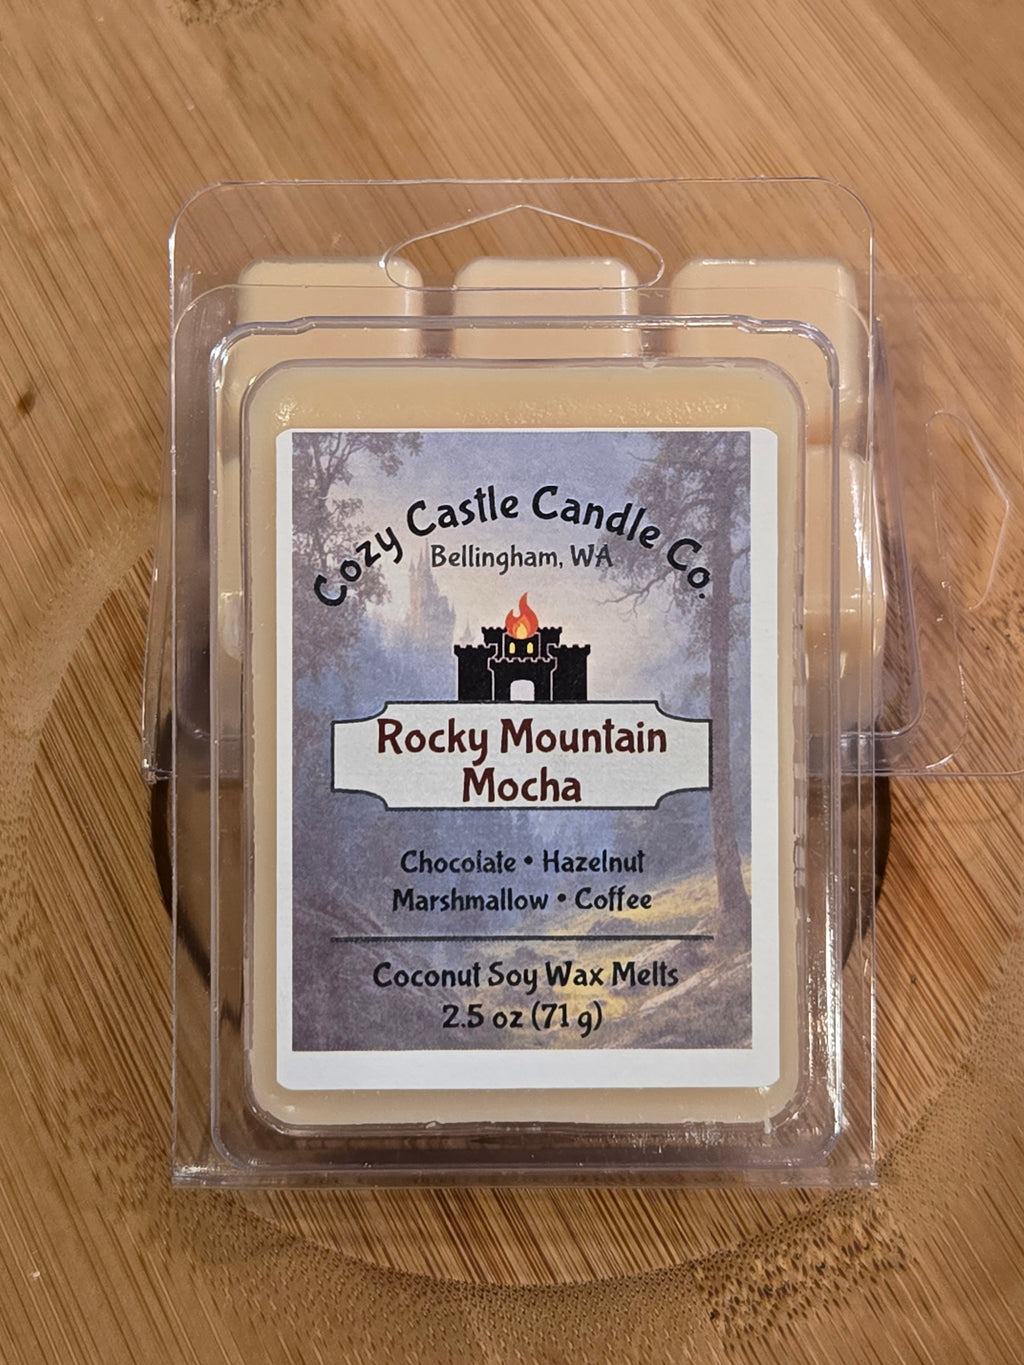 Cozy Castle Candle Co.
Bellingham, WA
Rocky Mountain
Mocha
Chocolate • Hazelnut
Marshmallow • Coffee
Coconut Soy Wax Melts
2.5 oz (71 g)